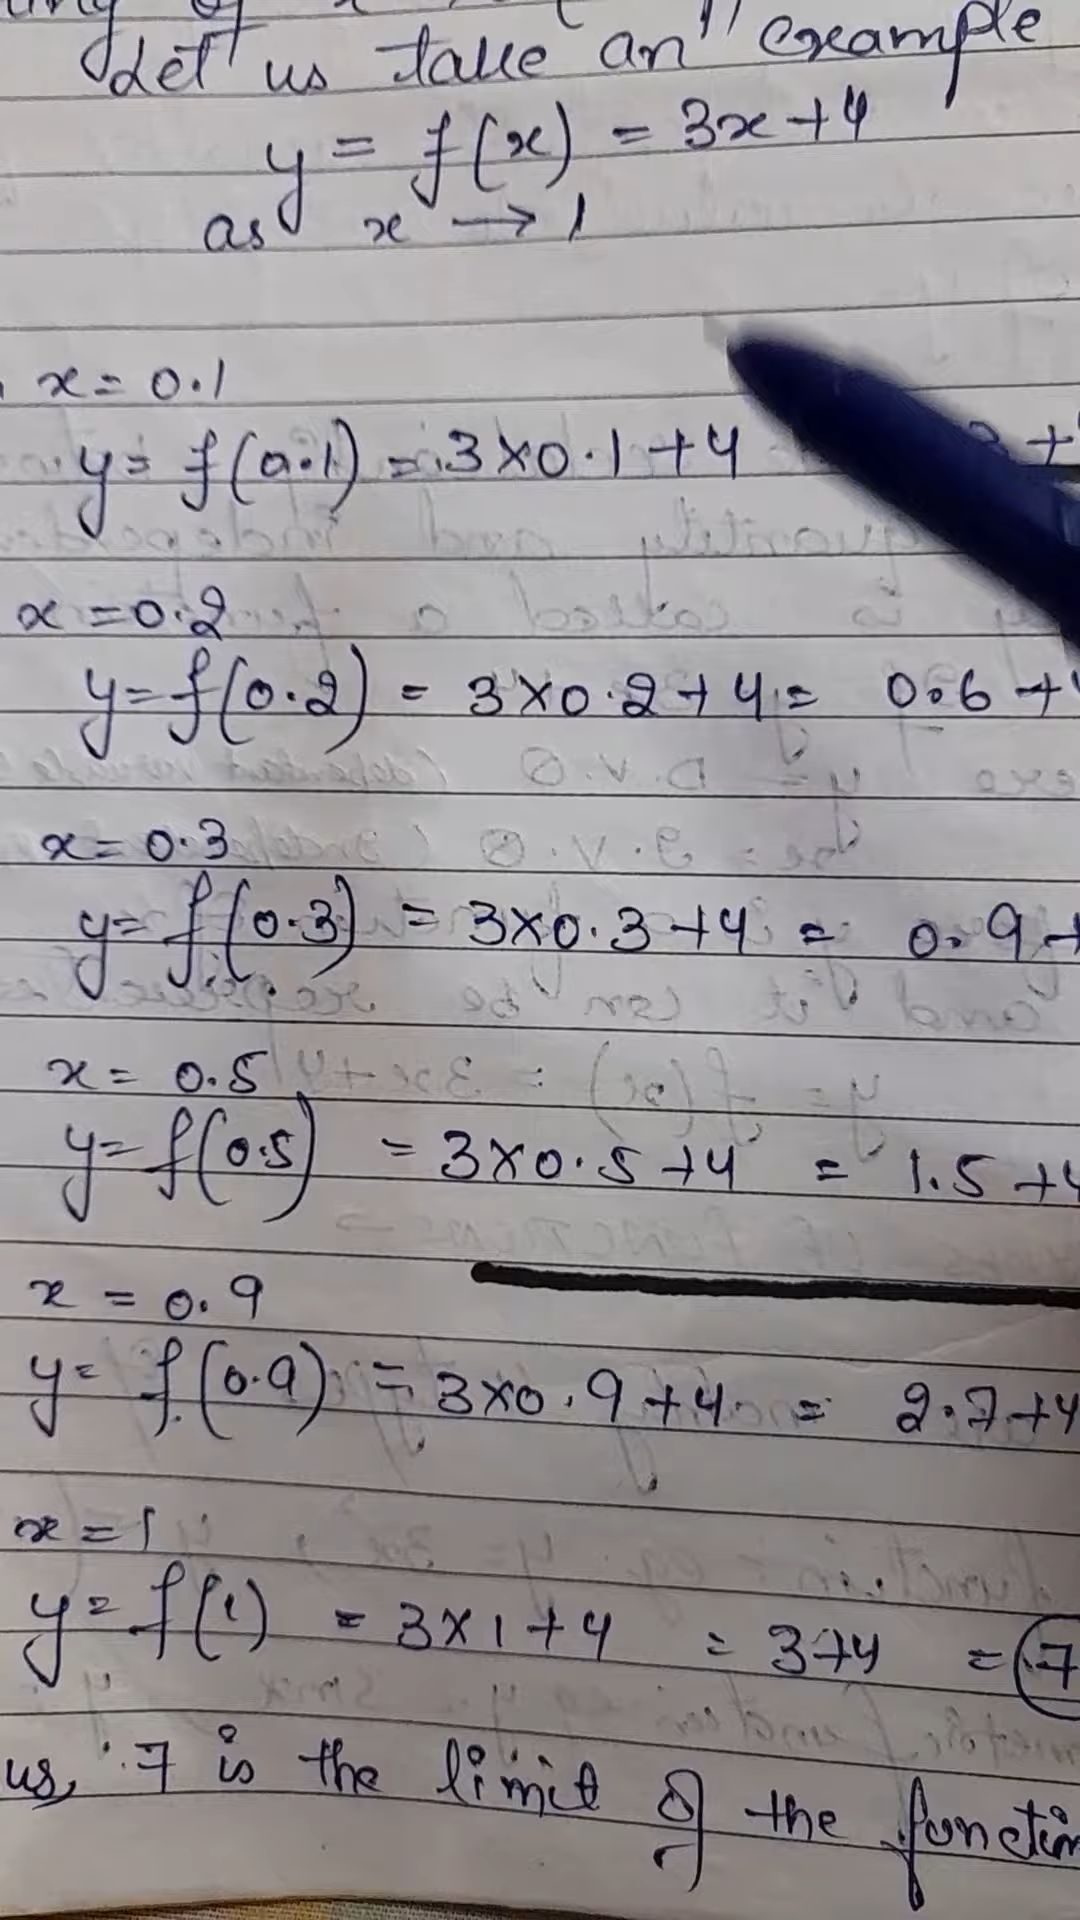 Let us take an example
y = f(x) = 3x+4
as x → 1
x = 0.1
y = f(0.1) = 3×0.1+4
x = 0.2
y = f(0.2) = 3×0.2+4 = 0.6+
x = 0.3
y = f(0.3) = 3×0.3+4 = 0.9+
x = 0.5
y = f(0.5) = 3×0.5+4 = 1.5+4
x = 0.9
y = f(0.9) = 3×0.9+4 = 2.7+4
x = 1
y = f(1) = 3×1+4 = 3+4 = 7
us, 7 is the limit of the function